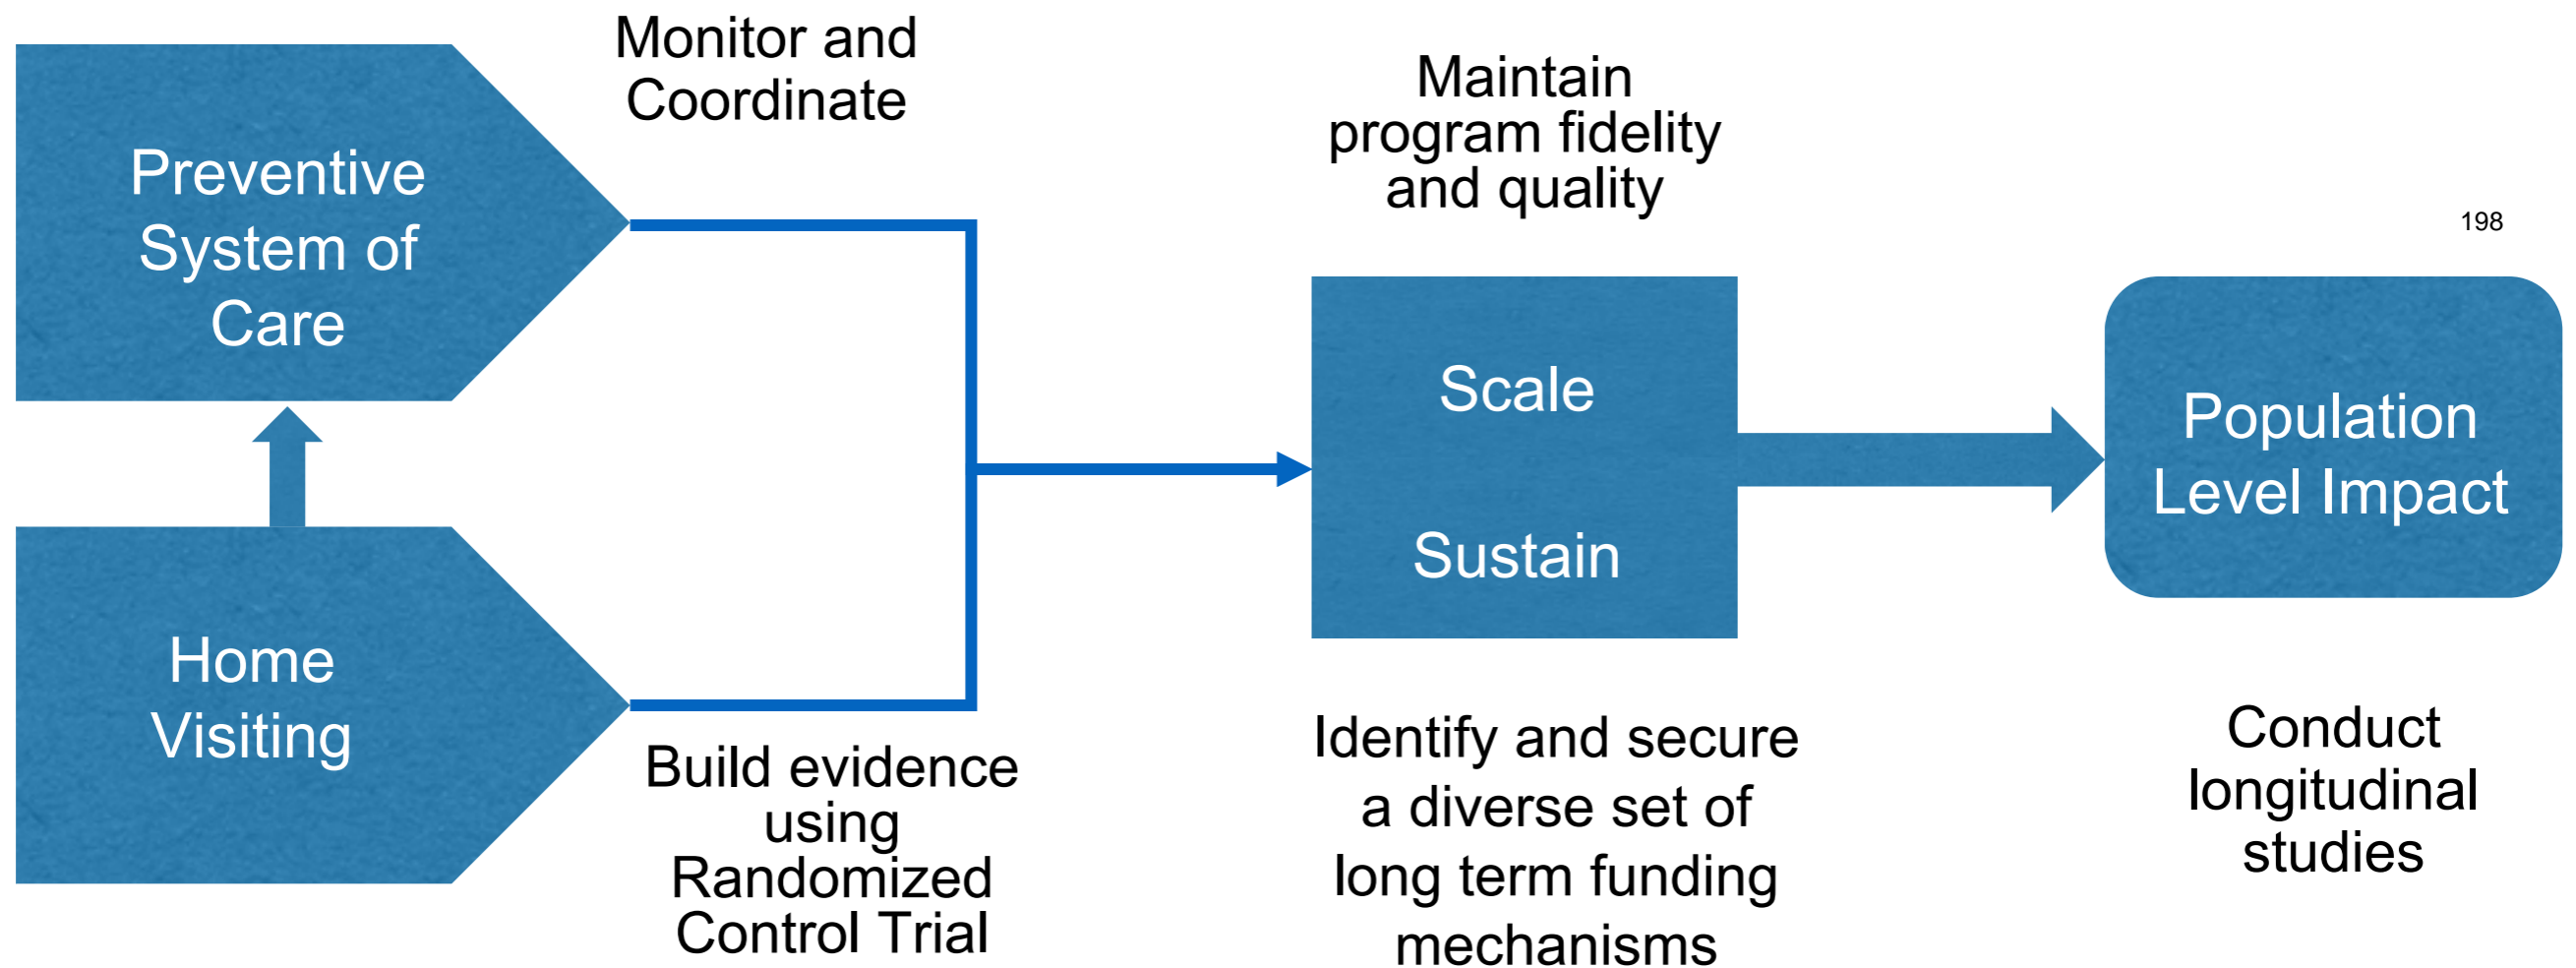 Monitor and
Coordinate
Preventive
System of
Care
Home
Visiting
Build evidence
using
Randomized
Control Trial
Maintain
program fidelity
and quality
Scale
Sustain
Identify and secure
a diverse set of
long term funding
mechanisms
198
Population
Level Impact
Conduct
longitudinal
studies